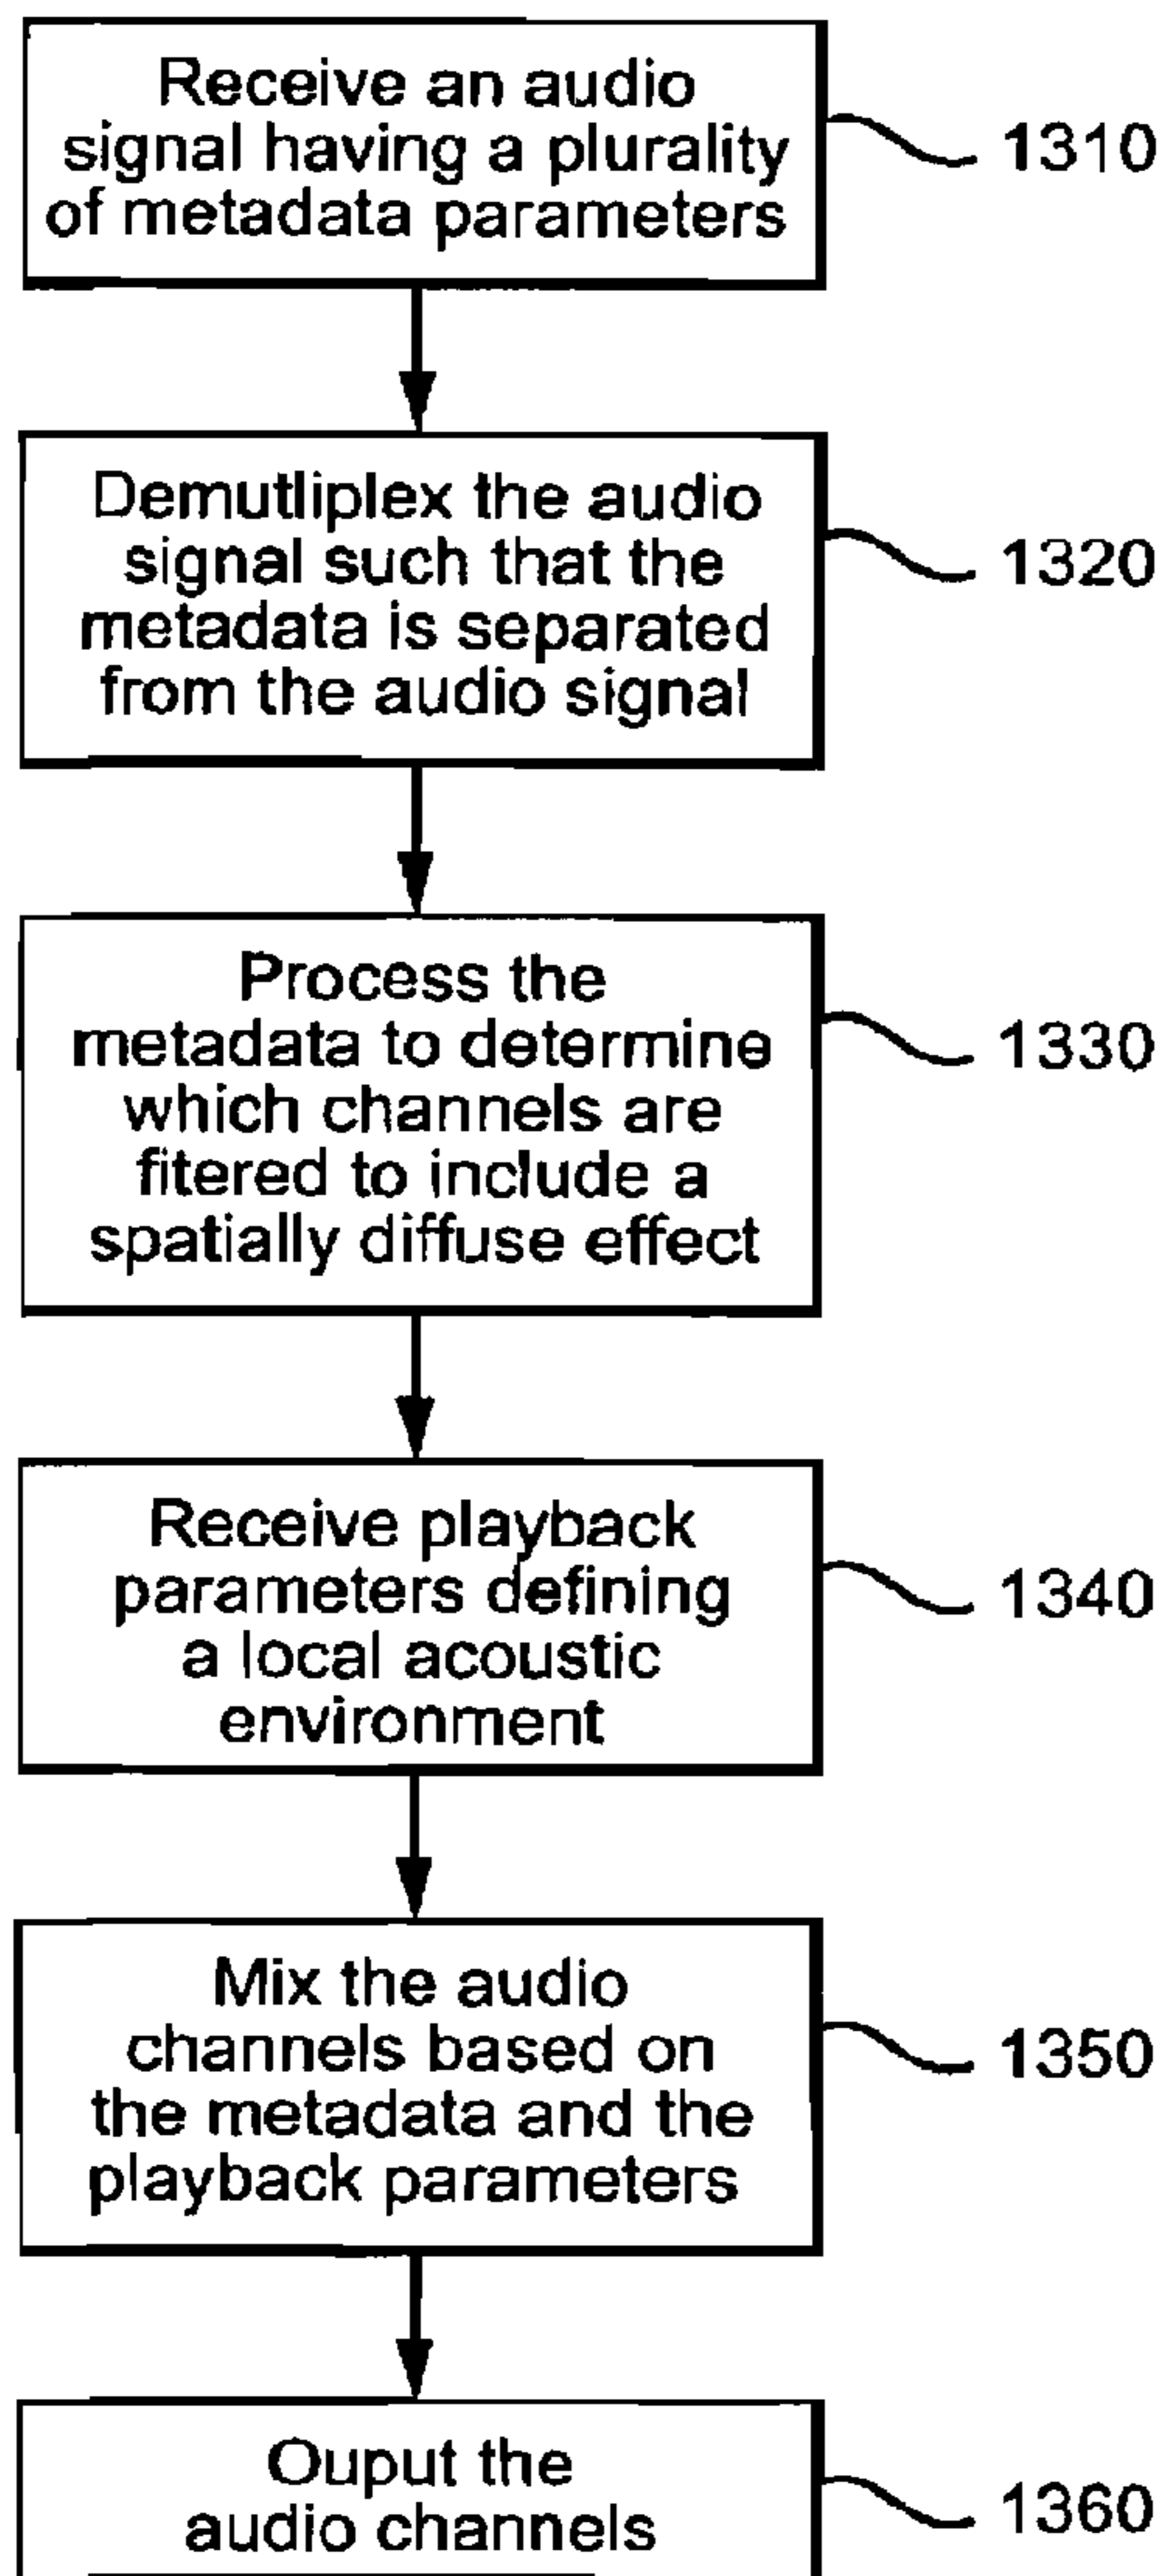 Receive an audio
signal having a plurality
of metadata parameters
1310
Demutliplex the audio
signal such that the
metadata is separated
from the audio signal
1320
Process the
metadata to determine
which channels are
fitered to include a
spatially diffuse effect
1330
Receive playback
parameters defining
a local acoustic
environment
1340
Mix the audio
channels based on
the metadata and the
playback parameters
1350
Ouput the
audio channels
1360